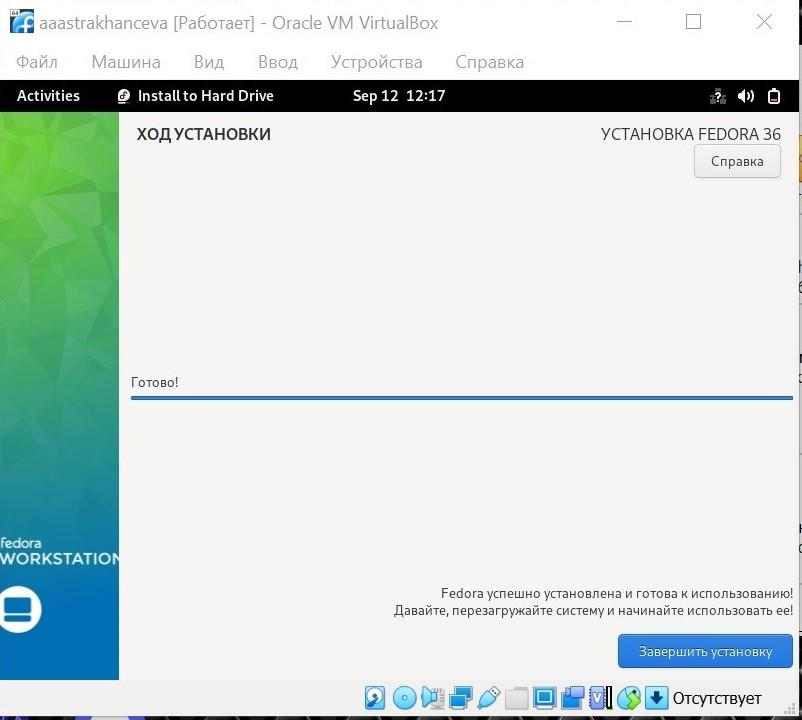 aaastrakhanceva [Работает] - Oracle VM VirtualBox
Файл Машина Вид Ввод Устройства Справка
Activities Install to Hard Drive Sep 12 12:17
ХОД УСТАНОВКИ УСТАНОВКА FEDORA 36
Справка
Готово!
fedora
WORKSTATION
Fedora успешно установлена и готова к использованию!
Давайте, перезагружайте систему и начинайте использовать ее!
Завершить установку
Отсутствует